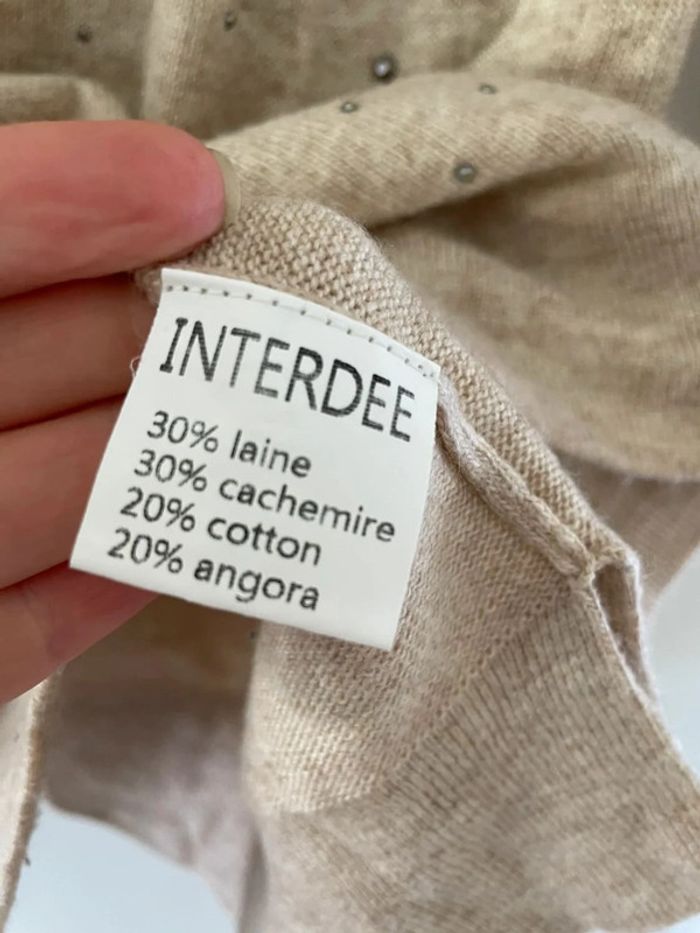 INTERDEE
30% laine
30% cachemire
20% cotton
20% angora